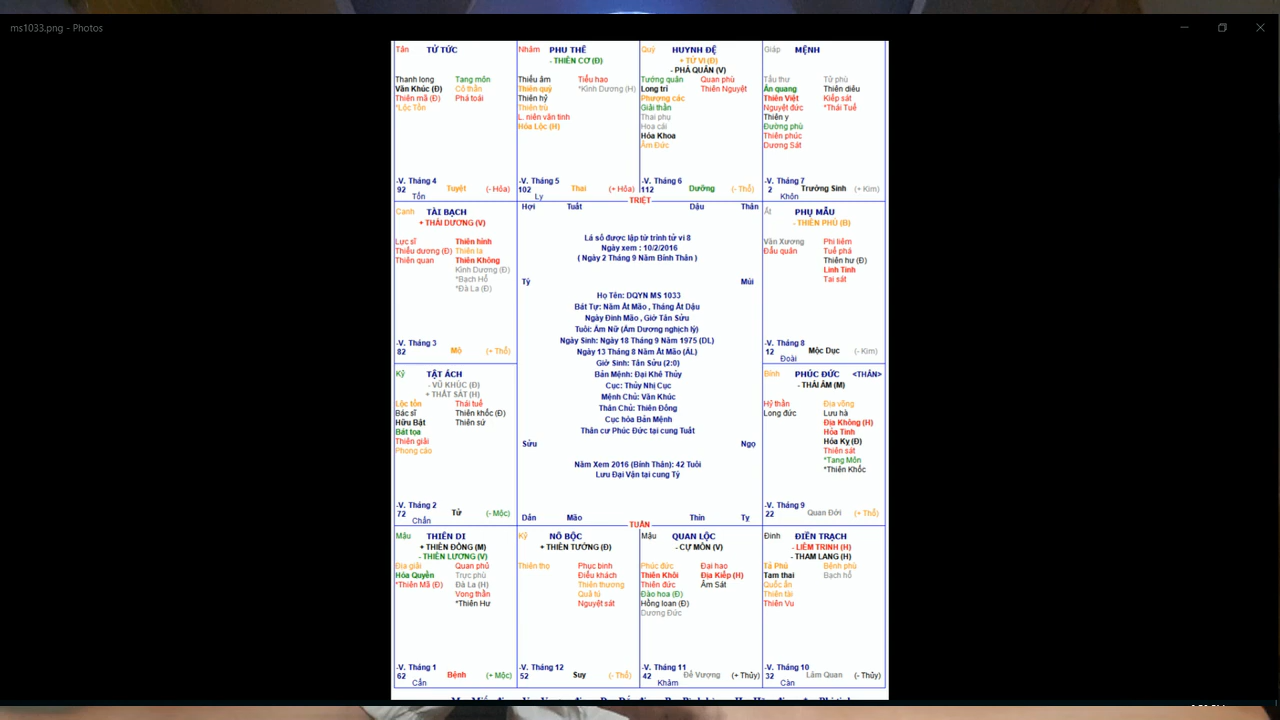 ms1033.png - Photos
Tân TỬ TỨC
Thanh long Tang môn
Văn Khúc (Đ) Cô thần
Thiên mã (Đ) Phá toái
*Lộc Tồn
-V. Tháng 4
92 Tuyệt (- Hỏa)
Tốn
Nhâm PHU THÊ
- THIÊN CƠ (Đ)
Thiếu âm Tiểu hao
Thiên quý *Kình Dương (H)
Thiên hỷ
Thiên trù
L. niên văn tinh
Hóa Lộc (H)
-V. Tháng 5
102 Thai (+ Hỏa)
Ly
Quý HUYNH ĐỆ
+ TỬ VI (Đ)
- PHÁ QUÂN (V)
Tướng quân Quan phù
Long trì Thiên Nguyệt
Phượng các
Giải thần
Thai phụ
Hoa cái
Hóa Khoa
Âm Đức
-V. Tháng 6
112 Dưỡng (- Thổ)
Giáp MỆNH
Tấu thư Tử phù
Ân quang Thiên diêu
Thiên Việt Kiếp sát
Nguyệt đức *Thái Tuế
Thiên y
Đường phù
Thiên phúc
Dương Sát
-V. Tháng 7
2 Trường Sinh (+ Kim)
Khôn
TRIỆT
Canh TÀI BẠCH
+ THÁI DƯƠNG (V)
Lực sĩ Thiên hình
Thiếu dương (Đ) Thiên la
Thiên quan Thiên Không
Kình Dương (Đ)
*Bạch Hổ
*Đà La (Đ)
-V. Tháng 3
82 Mộ (+ Thổ)
Hợi Tuất Dậu Thân
Lá số được lập từ trình tử vi 8
Ngày xem : 10/2/2016
( Ngày 2 Tháng 9 Năm Bính Thân )
Tý Mùi
Họ Tên: DQYN MS 1033
Bát Tự: Năm Ất Mão , Tháng Ất Dậu
Ngày Đinh Mão , Giờ Tân Sửu
Tuổi: Âm Nữ (Âm Dương nghịch lý)
Ngày Sinh: Ngày 18 Tháng 9 Năm 1975 (DL)
Ngày 13 Tháng 8 Năm Ất Mão (ÂL)
Giờ Sinh: Tân Sửu (2:0)
Bản Mệnh: Đại Khê Thủy
Cục: Thủy Nhị Cục
Mệnh Chủ: Văn Khúc
Thân Chủ: Thiên Đồng
Cục hòa Bản Mệnh
Thân cư Phúc Đức tại cung Tuất
Sửu Ngọ
Năm Xem 2016 (Bính Thân): 42 Tuổi
Lưu Đại Vận tại cung Tý
Dần Mão Thìn Tỵ
TUẦN
Ất PHỤ MẪU
- THIÊN PHỦ (B)
Văn Xương Phi liêm
Đẩu quân Tuế phá
Thiên hư (Đ)
Linh Tinh
Tai sát
-V. Tháng 8
12 Mộc Dục (- Kim)
Đoài
Kỷ TẬT ÁCH
- VŨ KHÚC (Đ)
+ THẤT SÁT (H)
Lộc tồn Thái tuế
Bác sĩ Thiên khốc (Đ)
Hữu Bật Thiên sứ
Bát tọa
Thiên giải
Phong cáo
-V. Tháng 2
72 Tử (- Mộc)
Chấn
Bính PHÚC ĐỨC <THÂN>
- THÁI ÂM (M)
Hỷ thần Địa võng
Long đức Lưu hà
Địa Không (H)
Hỏa Tinh
Hóa Kỵ (Đ)
Thiên sát
*Tang Môn
*Thiên Khốc
-V. Tháng 9
22 Quan Đới (+ Thổ)
Mậu THIÊN DI
+ THIÊN ĐỒNG (M)
- THIÊN LƯƠNG (V)
Địa giải Quan phủ
Hóa Quyền Trực phù
*Thiên Mã (Đ) Đà La (H)
Vong thần
*Thiên Hư
-V. Tháng 1
62 Bệnh (+ Mộc)
Cấn
Kỷ NÔ BỘC
+ THIÊN TƯỚNG (Đ)
Thiên thọ Phục binh
Điếu khách
Thiên thương
Quả tú
Nguyệt sát
-V. Tháng 12
52 Suy (- Thổ)
Mậu QUAN LỘC
- CỰ MÔN (V)
Phúc đức Đại hao
Thiên Khôi Địa Kiếp (H)
Thiên đức Âm Sát
Đào hoa (Đ)
Hồng loan (Đ)
Dương Đức
-V. Tháng 11
42 Đế Vượng (+ Thủy)
Khảm
Đinh ĐIỀN TRẠCH
- LIÊM TRINH (H)
- THAM LANG (H)
Tả Phù Bệnh phù
Tam thai Bạch hổ
Quốc ấn
Thiên tài
Thiên Vu
-V. Tháng 10
32 Lâm Quan (- Thủy)
Càn